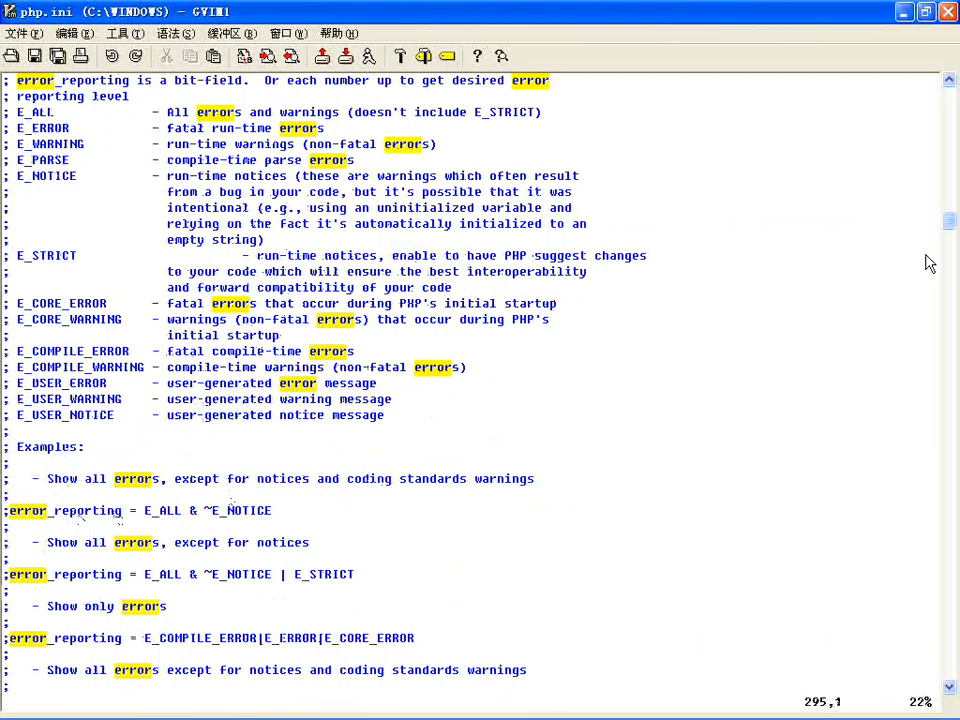 php.ini (C:\WINDOWS) - GVIM1
文件(F) 编辑(E) 工具(T) 语法(S) 缓冲区(B) 窗口(W) 帮助(H)
; error_reporting is a bit-field.  Or each number up to get desired error
; reporting level
; E_ALL             - All errors and warnings (doesn't include E_STRICT)
; E_ERROR           - fatal run-time errors
; E_WARNING         - run-time warnings (non-fatal errors)
; E_PARSE           - compile-time parse errors
; E_NOTICE          - run-time notices (these are warnings which often result
;                     from a bug in your code, but it's possible that it was
;                     intentional (e.g., using an uninitialized variable and
;                     relying on the fact it's automatically initialized to an
;                     empty string)
; E_STRICT                      - run-time notices, enable to have PHP suggest changes
;                     to your code which will ensure the best interoperability
;                     and forward compatibility of your code
; E_CORE_ERROR      - fatal errors that occur during PHP's initial startup
; E_CORE_WARNING    - warnings (non-fatal errors) that occur during PHP's
;                     initial startup
; E_COMPILE_ERROR   - fatal compile-time errors
; E_COMPILE_WARNING - compile-time warnings (non-fatal errors)
; E_USER_ERROR      - user-generated error message
; E_USER_WARNING    - user-generated warning message
; E_USER_NOTICE     - user-generated notice message
;
; Examples:
;
;   - Show all errors, except for notices and coding standards warnings
;
;error_reporting = E_ALL & ~E_NOTICE
;
;   - Show all errors, except for notices
;
;error_reporting = E_ALL & ~E_NOTICE | E_STRICT
;
;   - Show only errors
;
;error_reporting = E_COMPILE_ERROR|E_ERROR|E_CORE_ERROR
;
;   - Show all errors except for notices and coding standards warnings
;
295,1 22%